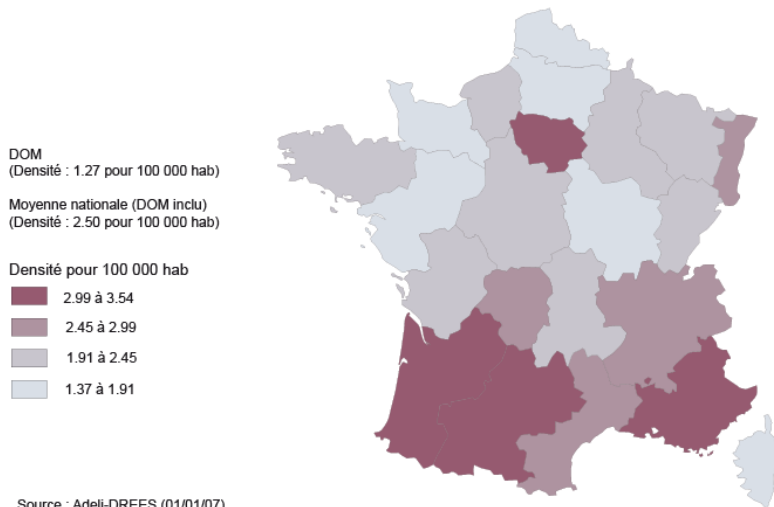 DOM
(Densité : 1.27 pour 100 000 hab)
Moyenne nationale (DOM inclu)
(Densité : 2.50 pour 100 000 hab)
Densité pour 100 000 hab
2.99 à 3.54
2.45 à 2.99
1.91 à 2.45
1.37 à 1.91
Source : Adeli-DREES (01/01/07)